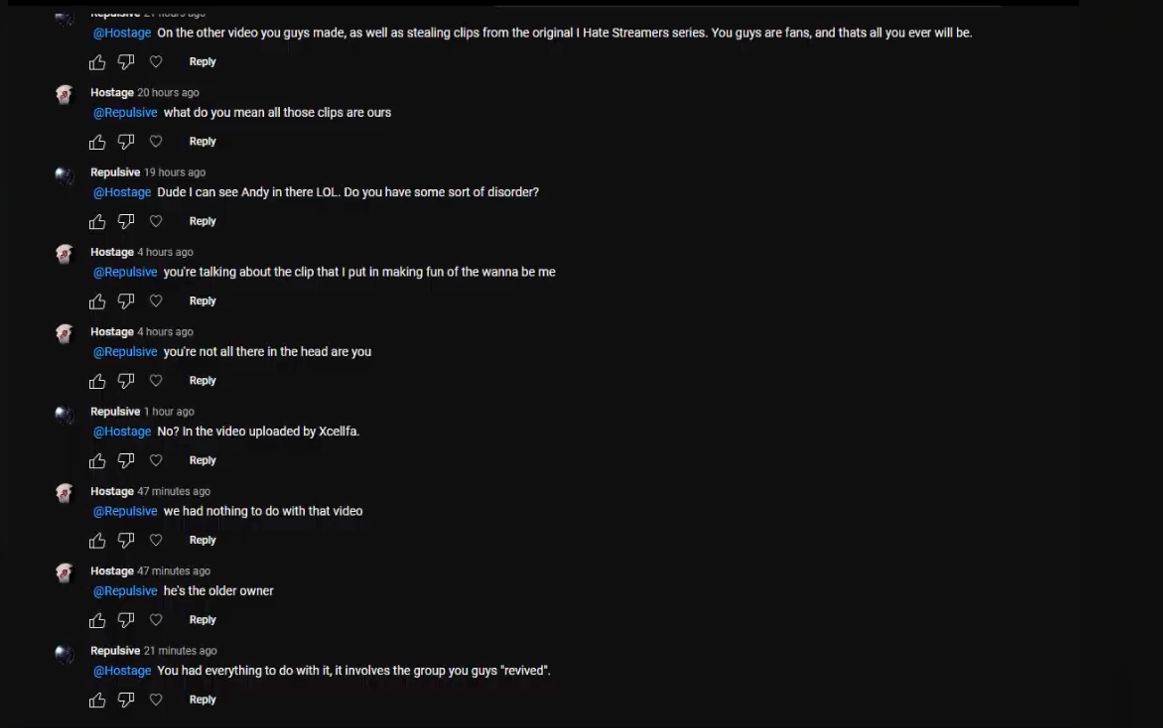 Repulsive 21 hours ago
@Hostage On the other video you guys made, as well as stealing clips from the original I Hate Streamers series. You guys are fans, and thats all you ever will be.
Reply
Hostage 20 hours ago
@Repulsive what do you mean all those clips are ours
Reply
Repulsive 19 hours ago
@Hostage Dude I can see Andy in there LOL. Do you have some sort of disorder?
Reply
Hostage 4 hours ago
@Repulsive you're talking about the clip that I put in making fun of the wanna be me
Reply
Hostage 4 hours ago
@Repulsive you're not all there in the head are you
Reply
Repulsive 1 hour ago
@Hostage No? In the video uploaded by Xcellfa.
Reply
Hostage 47 minutes ago
@Repulsive we had nothing to do with that video
Reply
Hostage 47 minutes ago
@Repulsive he's the older owner
Reply
Repulsive 21 minutes ago
@Hostage You had everything to do with it, it involves the group you guys "revived".
Reply